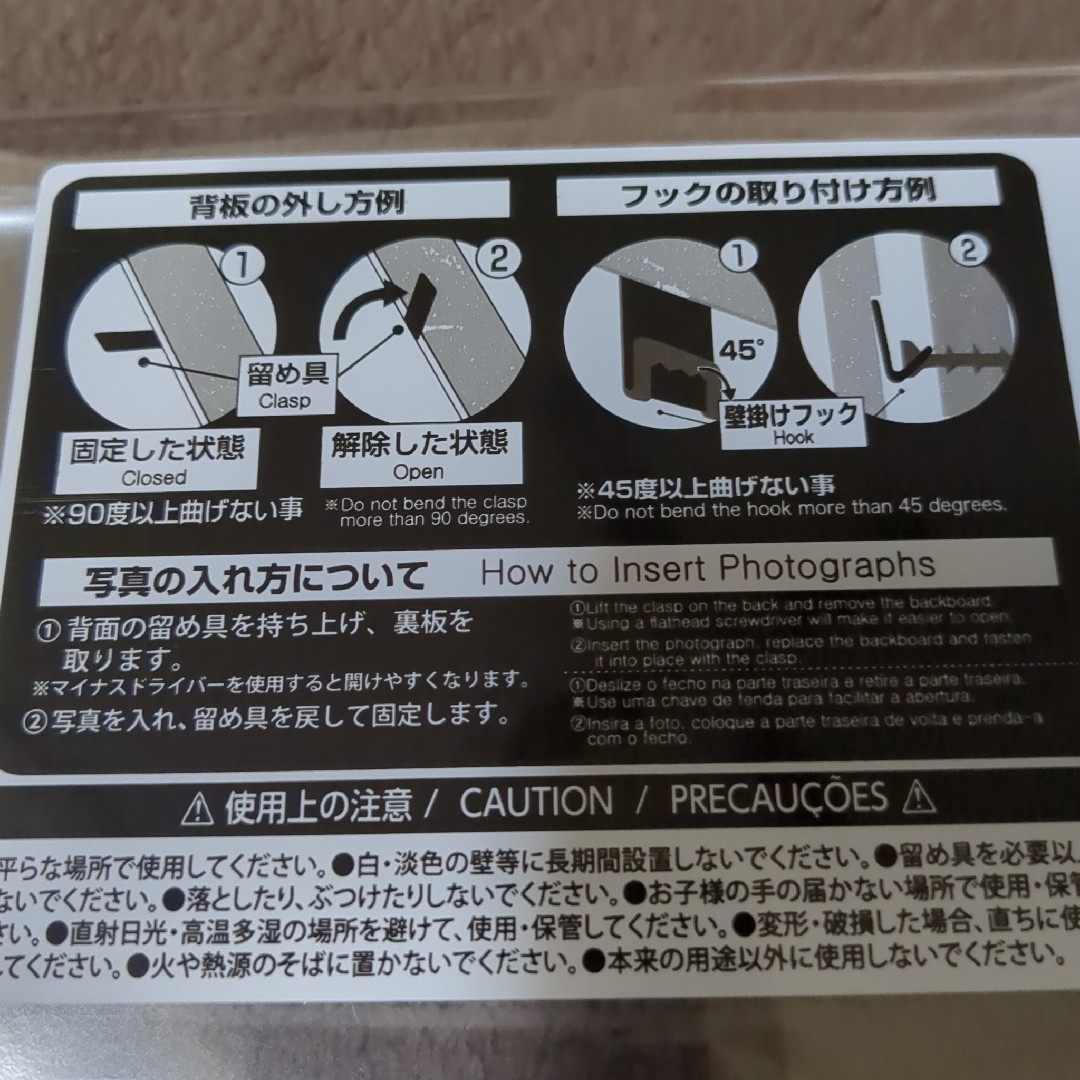 背板の外し方例
1
2
留め具
Clasp
固定した状態
Closed
解除した状態
Open
※90度以上曲げない事
※Do not bend the clasp
more than 90 degrees.
フックの取り付け方例
1
2
45°
壁掛けフック
Hook
※45度以上曲げない事
※Do not bend the hook more than 45 degrees.
写真の入れ方について How to Insert Photographs
①背面の留め具を持ち上げ、裏板を
取ります。
※マイナスドライバーを使用すると開けやすくなります。
②写真を入れ、留め具を戻して固定します。
①Lift the clasp on the back and remove the backboard.
※Using a flathead screwdriver will make it easier to open.
②Insert the photograph, replace the backboard and fasten
it into place with the clasp.
①Deslize o fecho na parte traseira e retire a parte traseira.
※Use uma chave de fenda para facilitar a abertura.
②Insira a foto, coloque a parte traseira de volta e prenda-a
com o fecho.
⚠使用上の注意 / CAUTION / PRECAUÇÕES⚠
平らな場所で使用してください。●白・淡色の壁等に長期間設置しないでください。●留め具を必要以
ないでください。●落としたり、ぶつけたりしないでください。●お子様の手の届かない場所で使用・保管
さい。●直射日光・高温多湿の場所を避けて、使用・保管してください。●変形・破損した場合、直ちに使
してください。●火や熱源のそばに置かないでください。●本来の用途以外に使用しないでください。